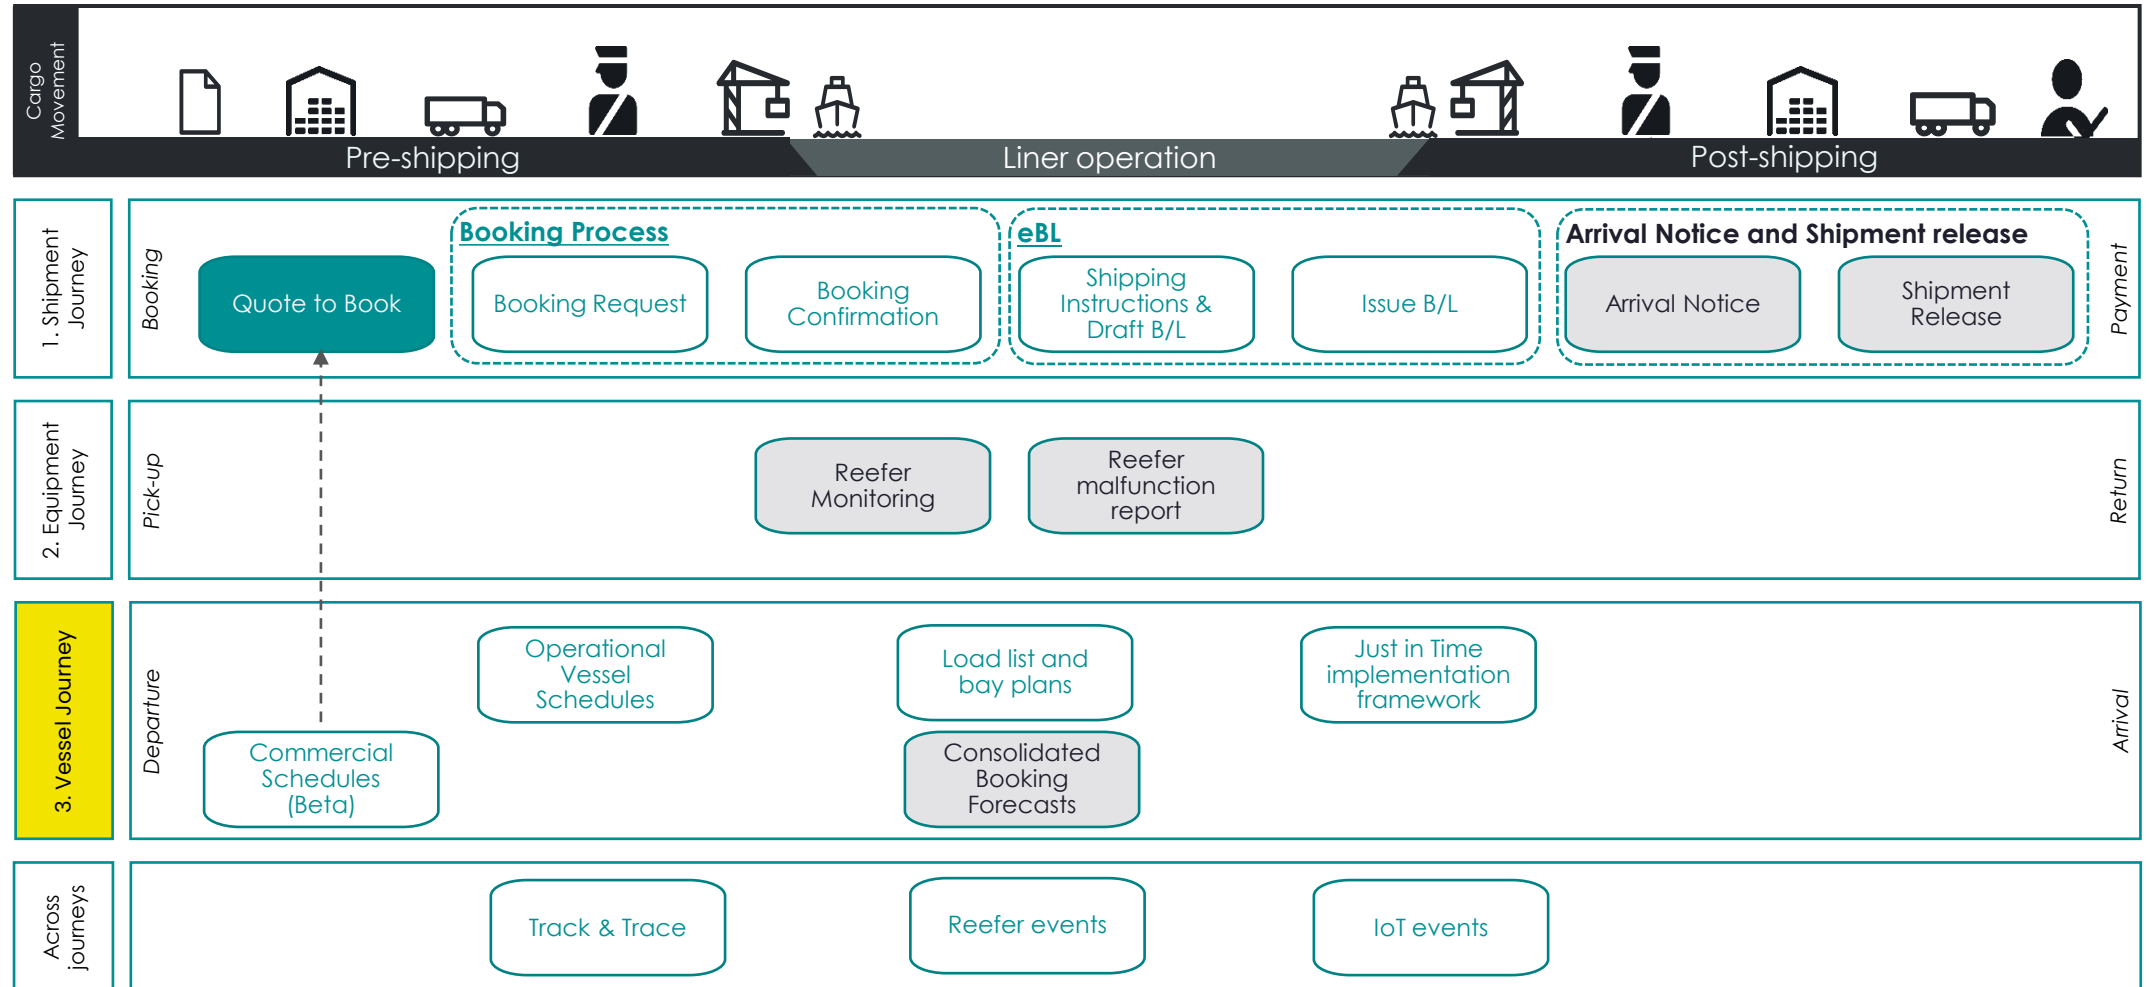 Cargo
Movement
Pre-shipping
Liner operation
Post-shipping
1. Shipment
Journey
Booking
Quote to Book
Booking Process
Booking Request
Booking
Confirmation
eBL
Shipping
Instructions &
Draft B/L
Issue B/L
Arrival Notice and Shipment release
Arrival Notice
Shipment
Release
Payment
2. Equipment
Journey
Pick-up
Reefer
Monitoring
Reefer
malfunction
report
Return
3. Vessel Journey
Departure
Commercial
Schedules
(Beta)
Operational
Vessel
Schedules
Load list and
bay plans
Consolidated
Booking
Forecasts
Just in Time
implementation
framework
Arrival
Across
journeys
Track & Trace
Reefer events
IoT events